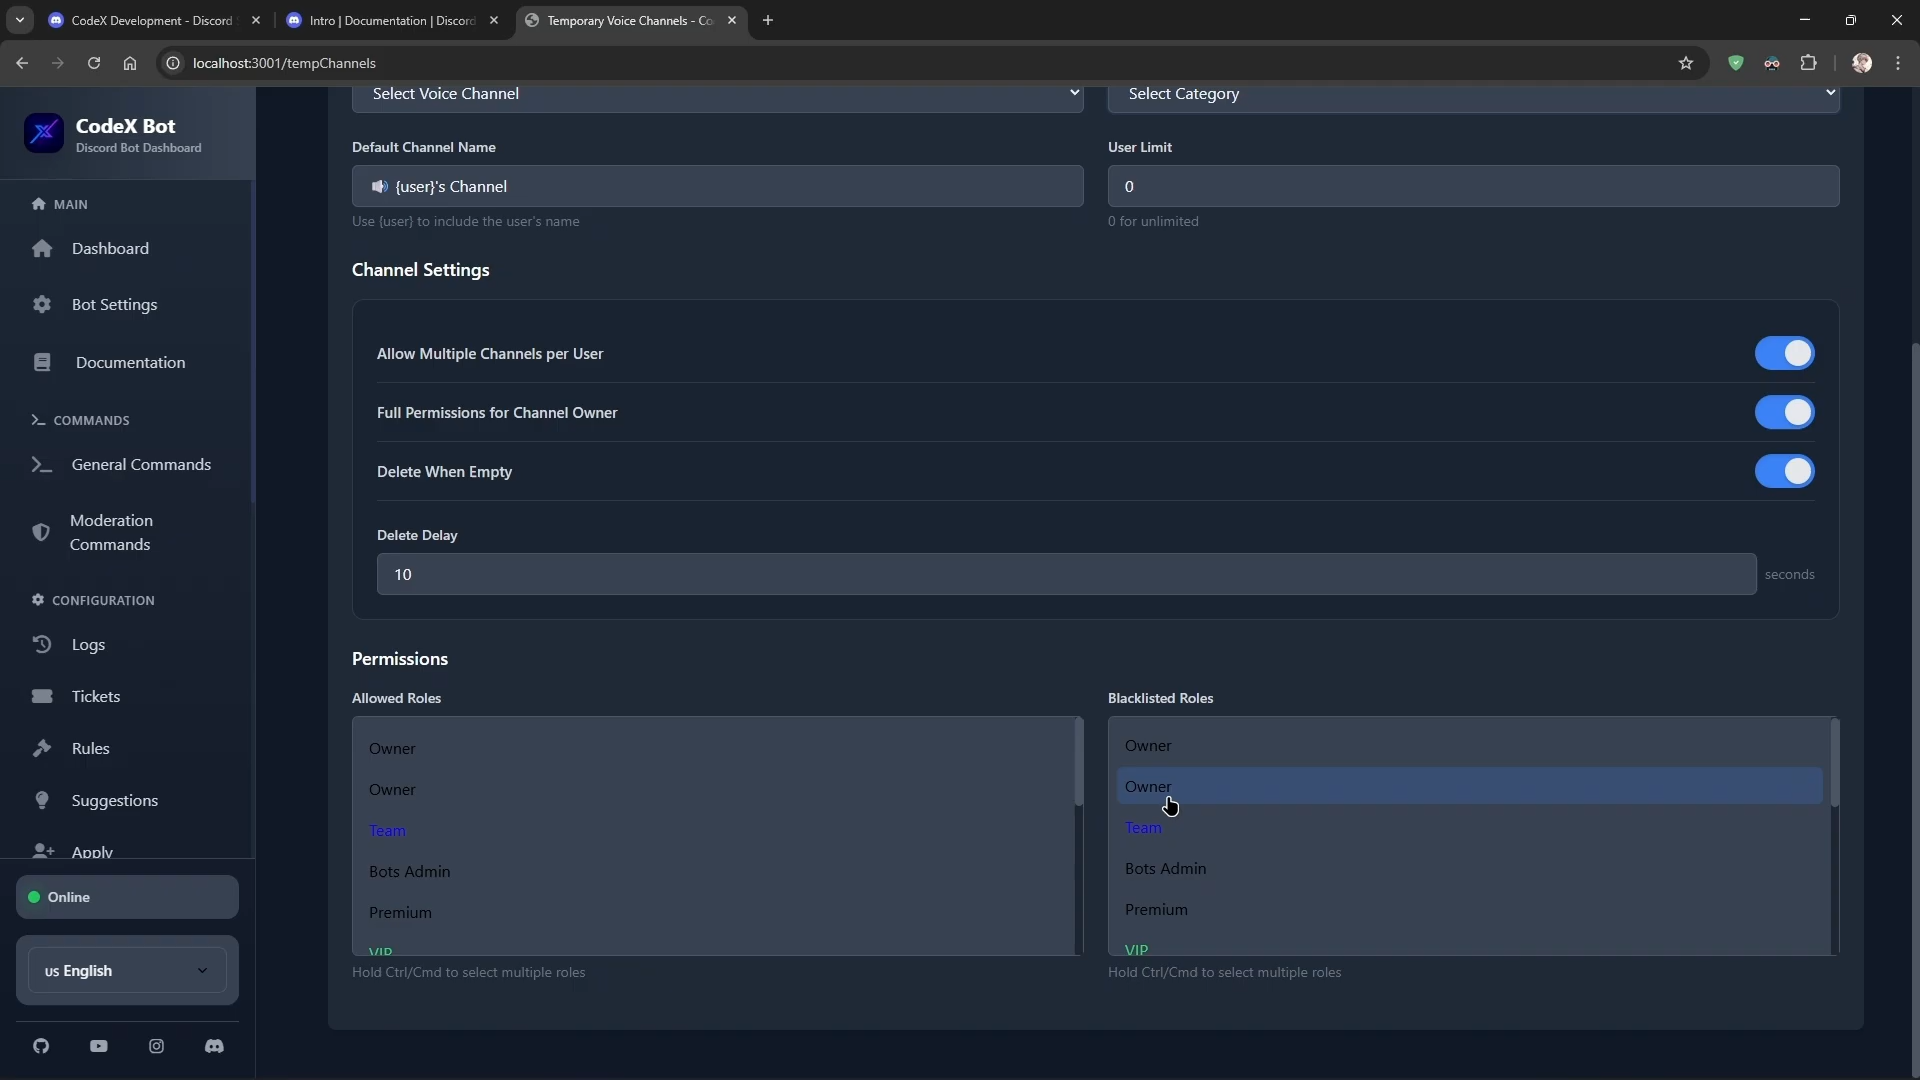 CodeX Development - Discord
Intro | Documentation | Discord
Temporary Voice Channels - Co
localhost:3001/tempChannels
CodeX Bot
Discord Bot Dashboard
MAIN
Dashboard
Bot Settings
Documentation
COMMANDS
General Commands
Moderation
Commands
CONFIGURATION
Logs
Tickets
Rules
Suggestions
Apply
Online
US English
Select Voice Channel
Select Category
Default Channel Name
User Limit
{user}'s Channel
0
Use {user} to include the user's name
0 for unlimited
Channel Settings
Allow Multiple Channels per User
Full Permissions for Channel Owner
Delete When Empty
Delete Delay
10
seconds
Permissions
Allowed Roles
Owner
Owner
Team
Bots Admin
Premium
VIP
Hold Ctrl/Cmd to select multiple roles
Blacklisted Roles
Owner
Owner
Team
Bots Admin
Premium
VIP
Hold Ctrl/Cmd to select multiple roles